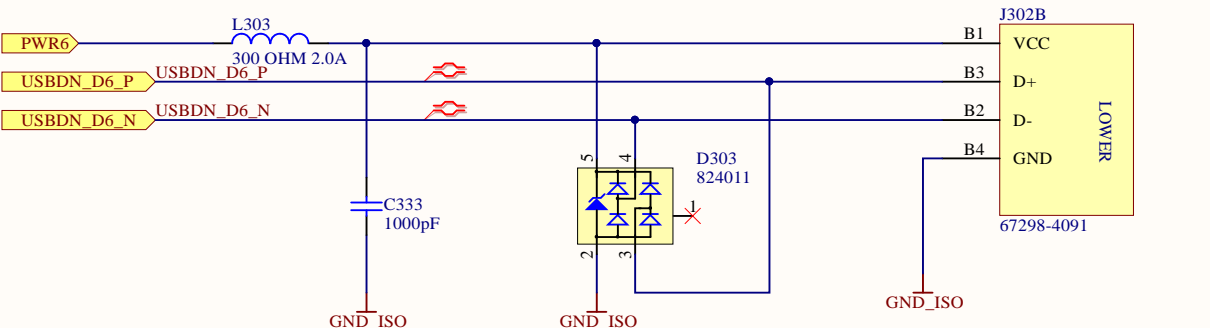 J302B
L303
PWR6
B1
VCC
300 OHM 2.0A
USBDN_D6_P
USBDN_D6_P
B3
D+
USBDN_D6_N
USBDN_D6_N
B2
D-
LOWER
B4
GND
5
4
D303
824011
C333
1000pF
1
67298-4091
2
3
GND_ISO
GND_ISO
GND_ISO